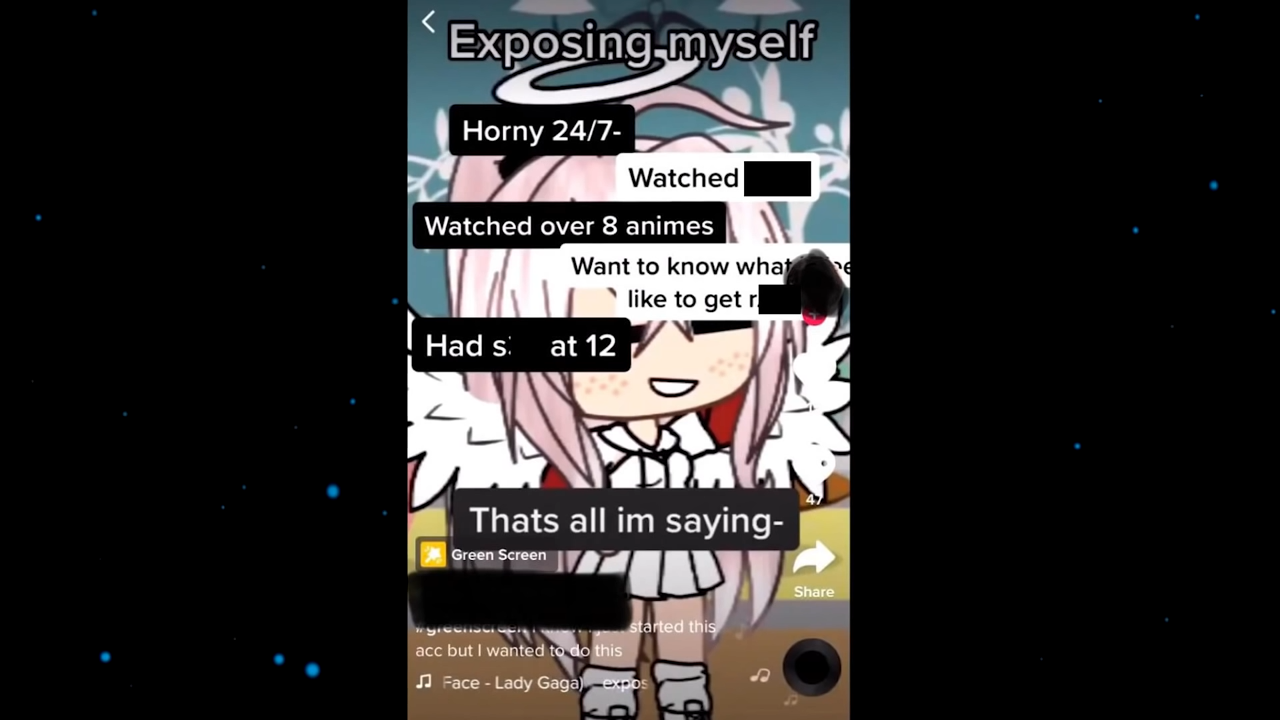 Exposing myself
Horny 24/7-
Watched
Watched over 8 animes
Want to know what
like to get r
Had s at 12
47
Thats all im saying-
Green Screen
Share
started this
acc but I wanted to do this
Face - Lady Gaga) expos